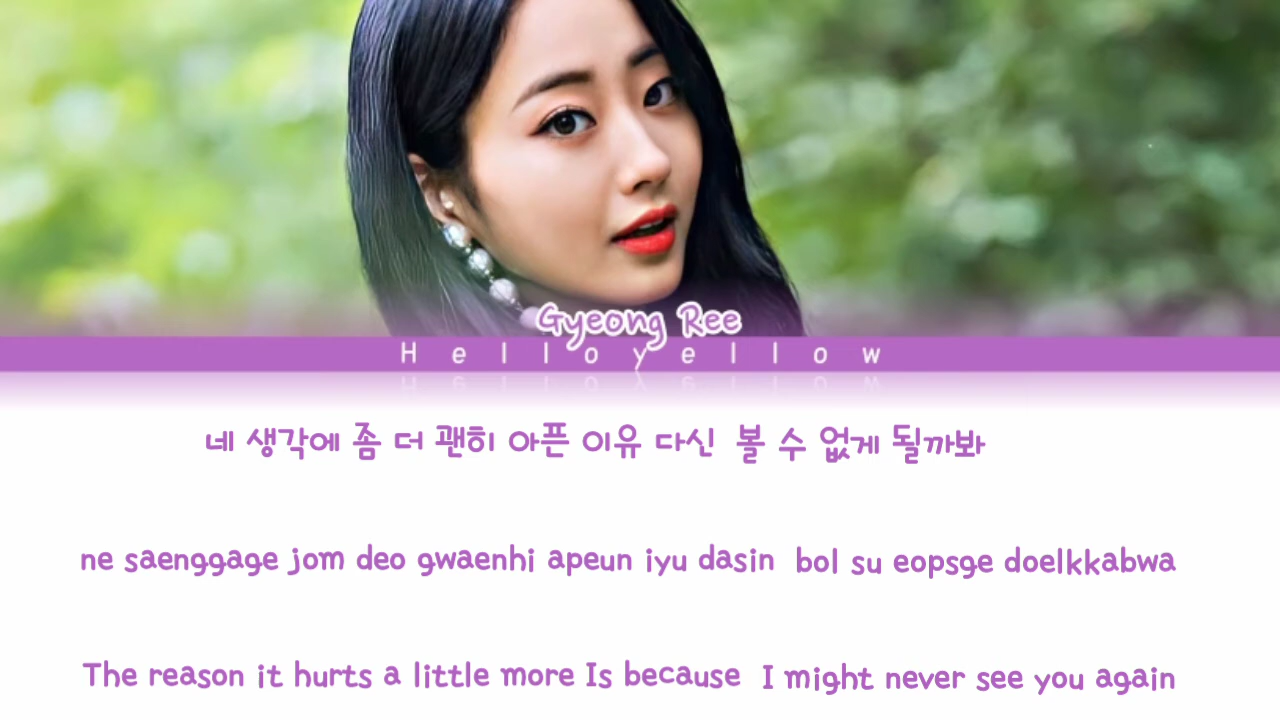 Gyeong Ree
Helloyellow
네 생각에 좀 더 괜히 아픈 이유 다신 볼 수 없게 될까봐
ne saenggage jom deo gwaenhi apeun iyu dasin bol su eopsge doelkkabwa
The reason it hurts a little more Is because I might never see you again